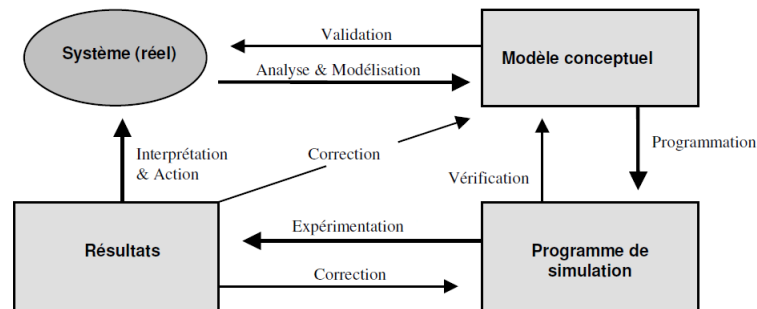 Validation
Système (réel)
Modèle conceptuel
Analyse & Modélisation
Interprétation
& Action
Correction
Programmation
Vérification
Expérimentation
Résultats
Programme de
simulation
Correction